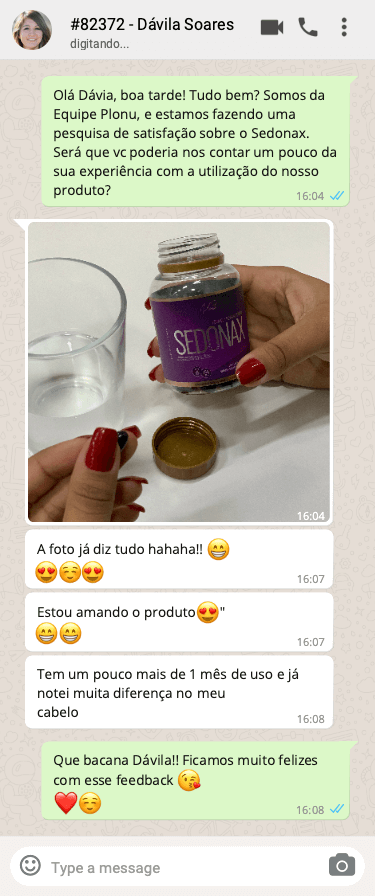 #82372 - Dávila Soares
digitando...
Olá Dávia, boa tarde! Tudo bem? Somos da
Equipe Plonu, e estamos fazendo uma
pesquisa de satisfação sobre o Sedonax.
Será que vc poderia nos contar um pouco da
sua experiência com a utilização do nosso
produto?
16:04
SEDONAX
16:04
A foto já diz tudo hahaha!! 😁
😍☺️😍
16:07
Estou amando o produto😍"
😁😁
16:07
Tem um pouco mais de 1 mês de uso e já
notei muita diferença no meu
cabelo
16:08
Que bacana Dávila!! Ficamos muito felizes
com esse feedback 😘
❤️☺️
16:08
Type a message